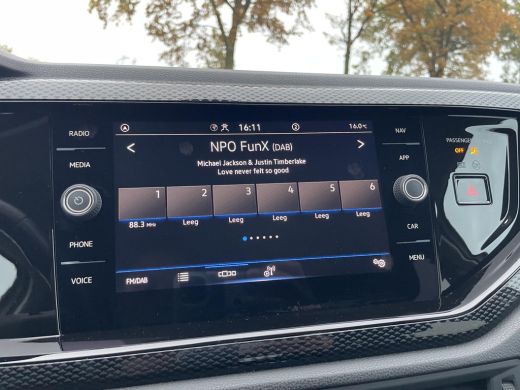 RADIO
MEDIA
PHONE
VOICE
16:11
16.0°C
NPO FunX (DAB)
Michael Jackson & Justin Timberlake
Love never felt so good
1 2 3 4 5 6
88.3 MHz Leeg Leeg Leeg Leeg Leeg
FM/DAB
NAV
APP
CAR
MENU
PASSENGER
OFF